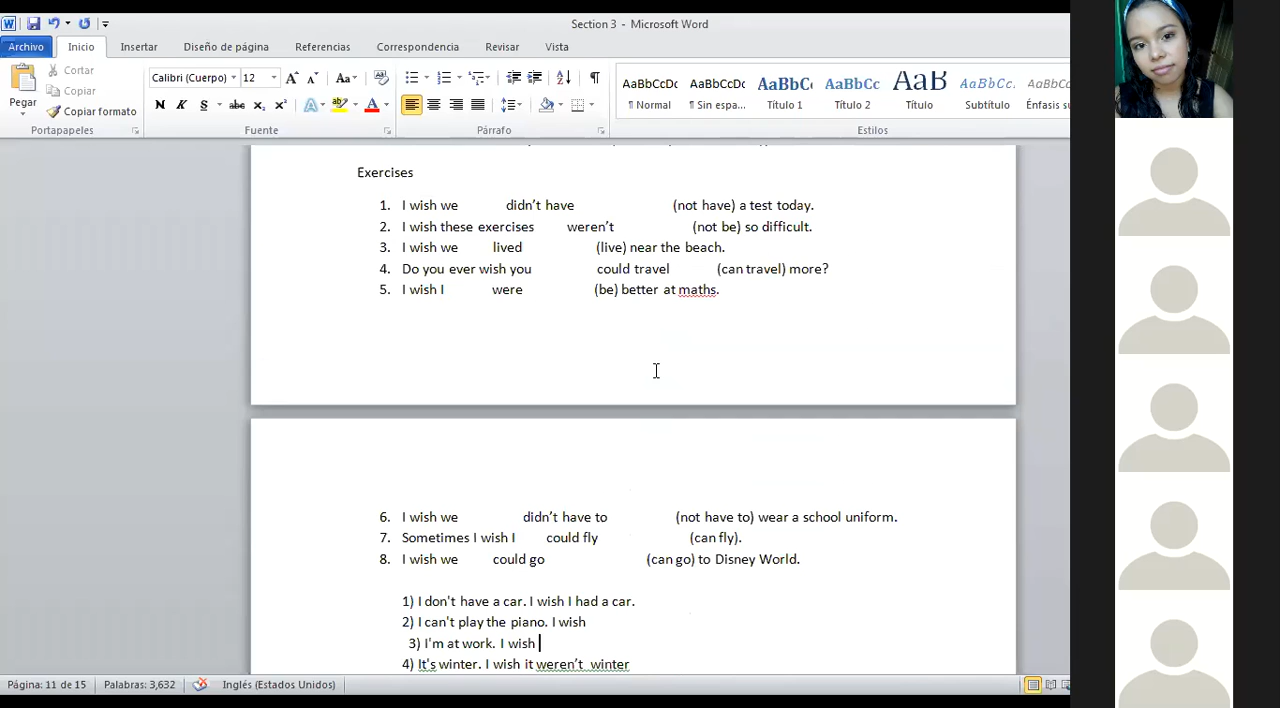 Section 3 - Microsoft Word
Archivo Inicio Insertar Diseño de página Referencias Correspondencia Revisar Vista
Pegar
Cortar
Copiar
Copiar formato
Portapapeles
Calibri (Cuerpo) 12
Fuente
Párrafo
AaBbCcDc AaBbCcDc AaBbC AaBbCc AaB AaBbCc. AaBbCc
¶ Normal ¶ Sin espa... Título 1 Título 2 Título Subtítulo Énfasis su
Estilos
Exercises
1. I wish we didn’t have (not have) a test today.
2. I wish these exercises weren’t (not be) so difficult.
3. I wish we lived (live) near the beach.
4. Do you ever wish you could travel (can travel) more?
5. I wish I were (be) better at maths.
6. I wish we didn’t have to (not have to) wear a school uniform.
7. Sometimes I wish I could fly (can fly).
8. I wish we could go (can go) to Disney World.
1) I don't have a car. I wish I had a car.
2) I can't play the piano. I wish
3) I'm at work. I wish
4) It's winter. I wish it weren’t winter
Página: 11 de 15 Palabras: 3,632 Inglés (Estados Unidos)